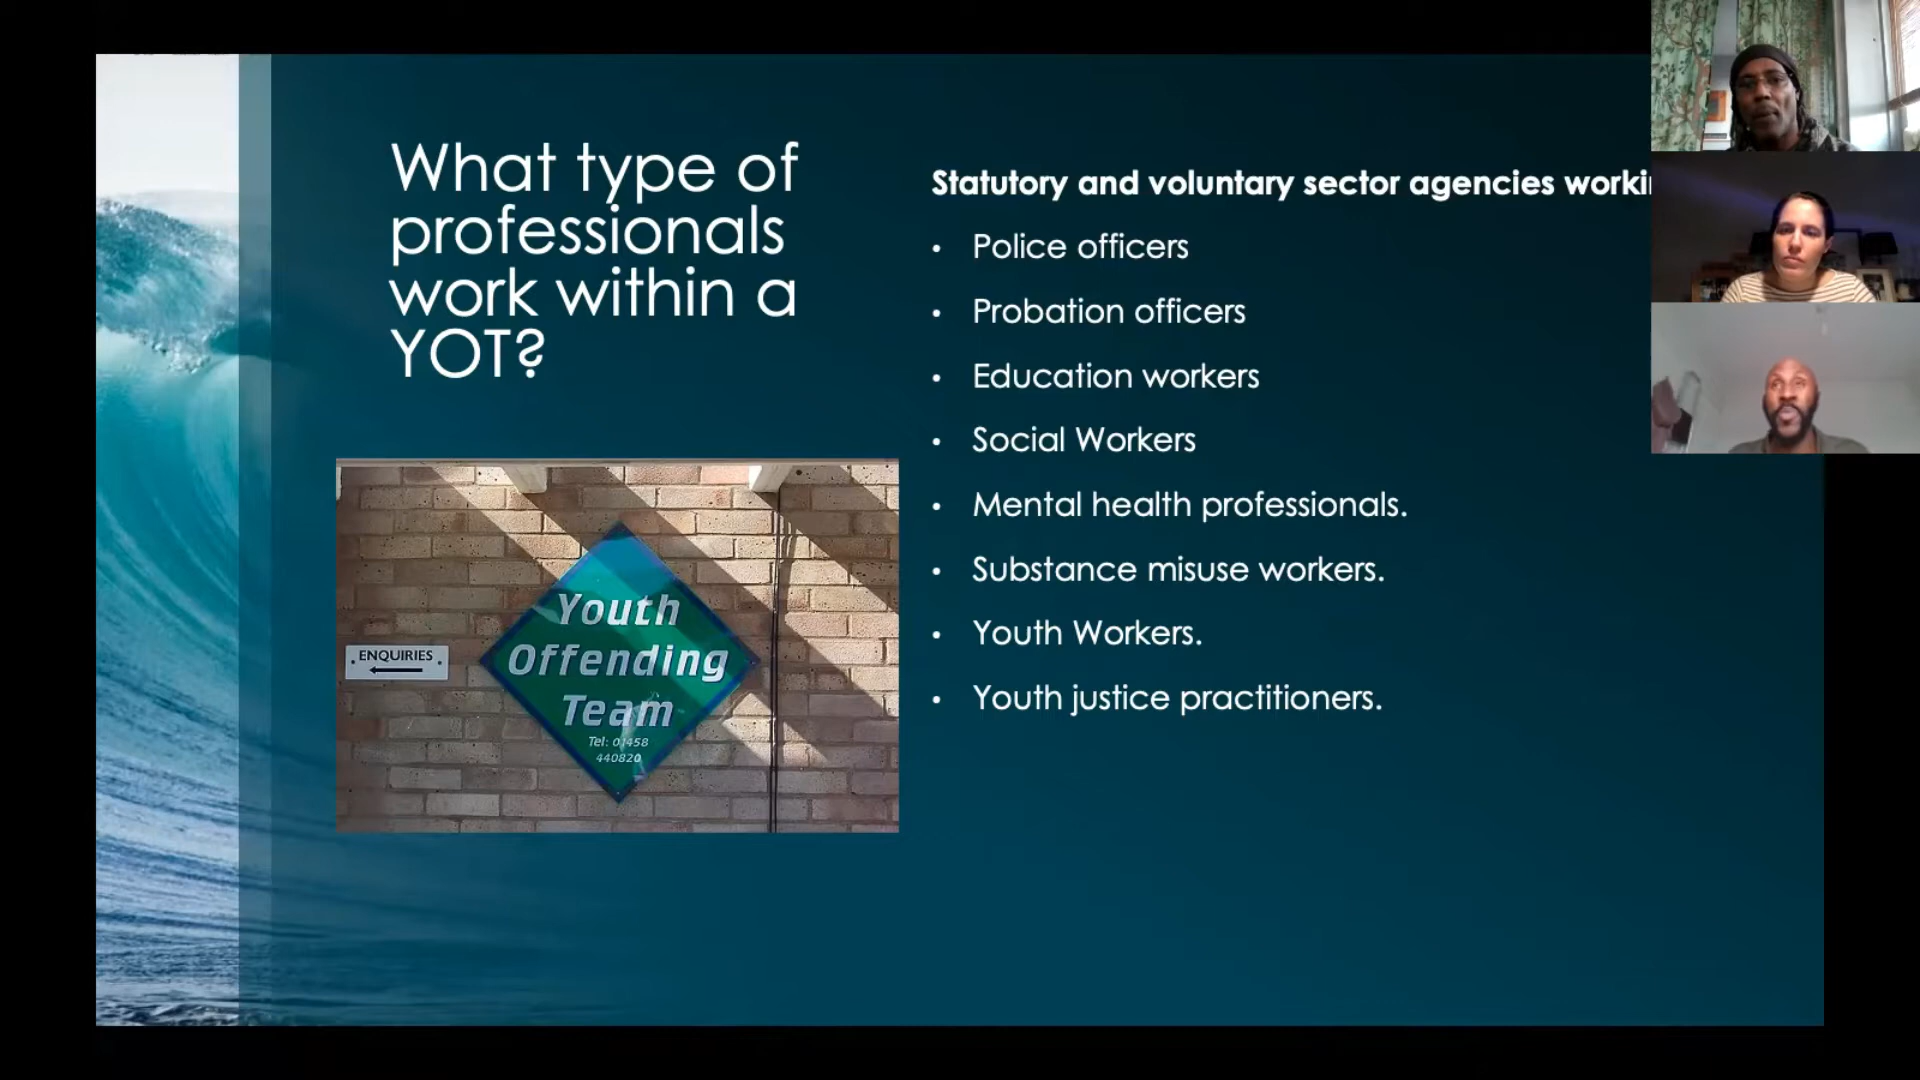 What type of
professionals
work within a
YOT?
Statutory and voluntary sector agencies
• Police officers
• Probation officers
• Education workers
• Social Workers
• Mental health professionals.
• Substance misuse workers.
• Youth Workers.
• Youth justice practitioners.
ENQUIRIES
Youth
Offending
Team
Tel: 01458
440820